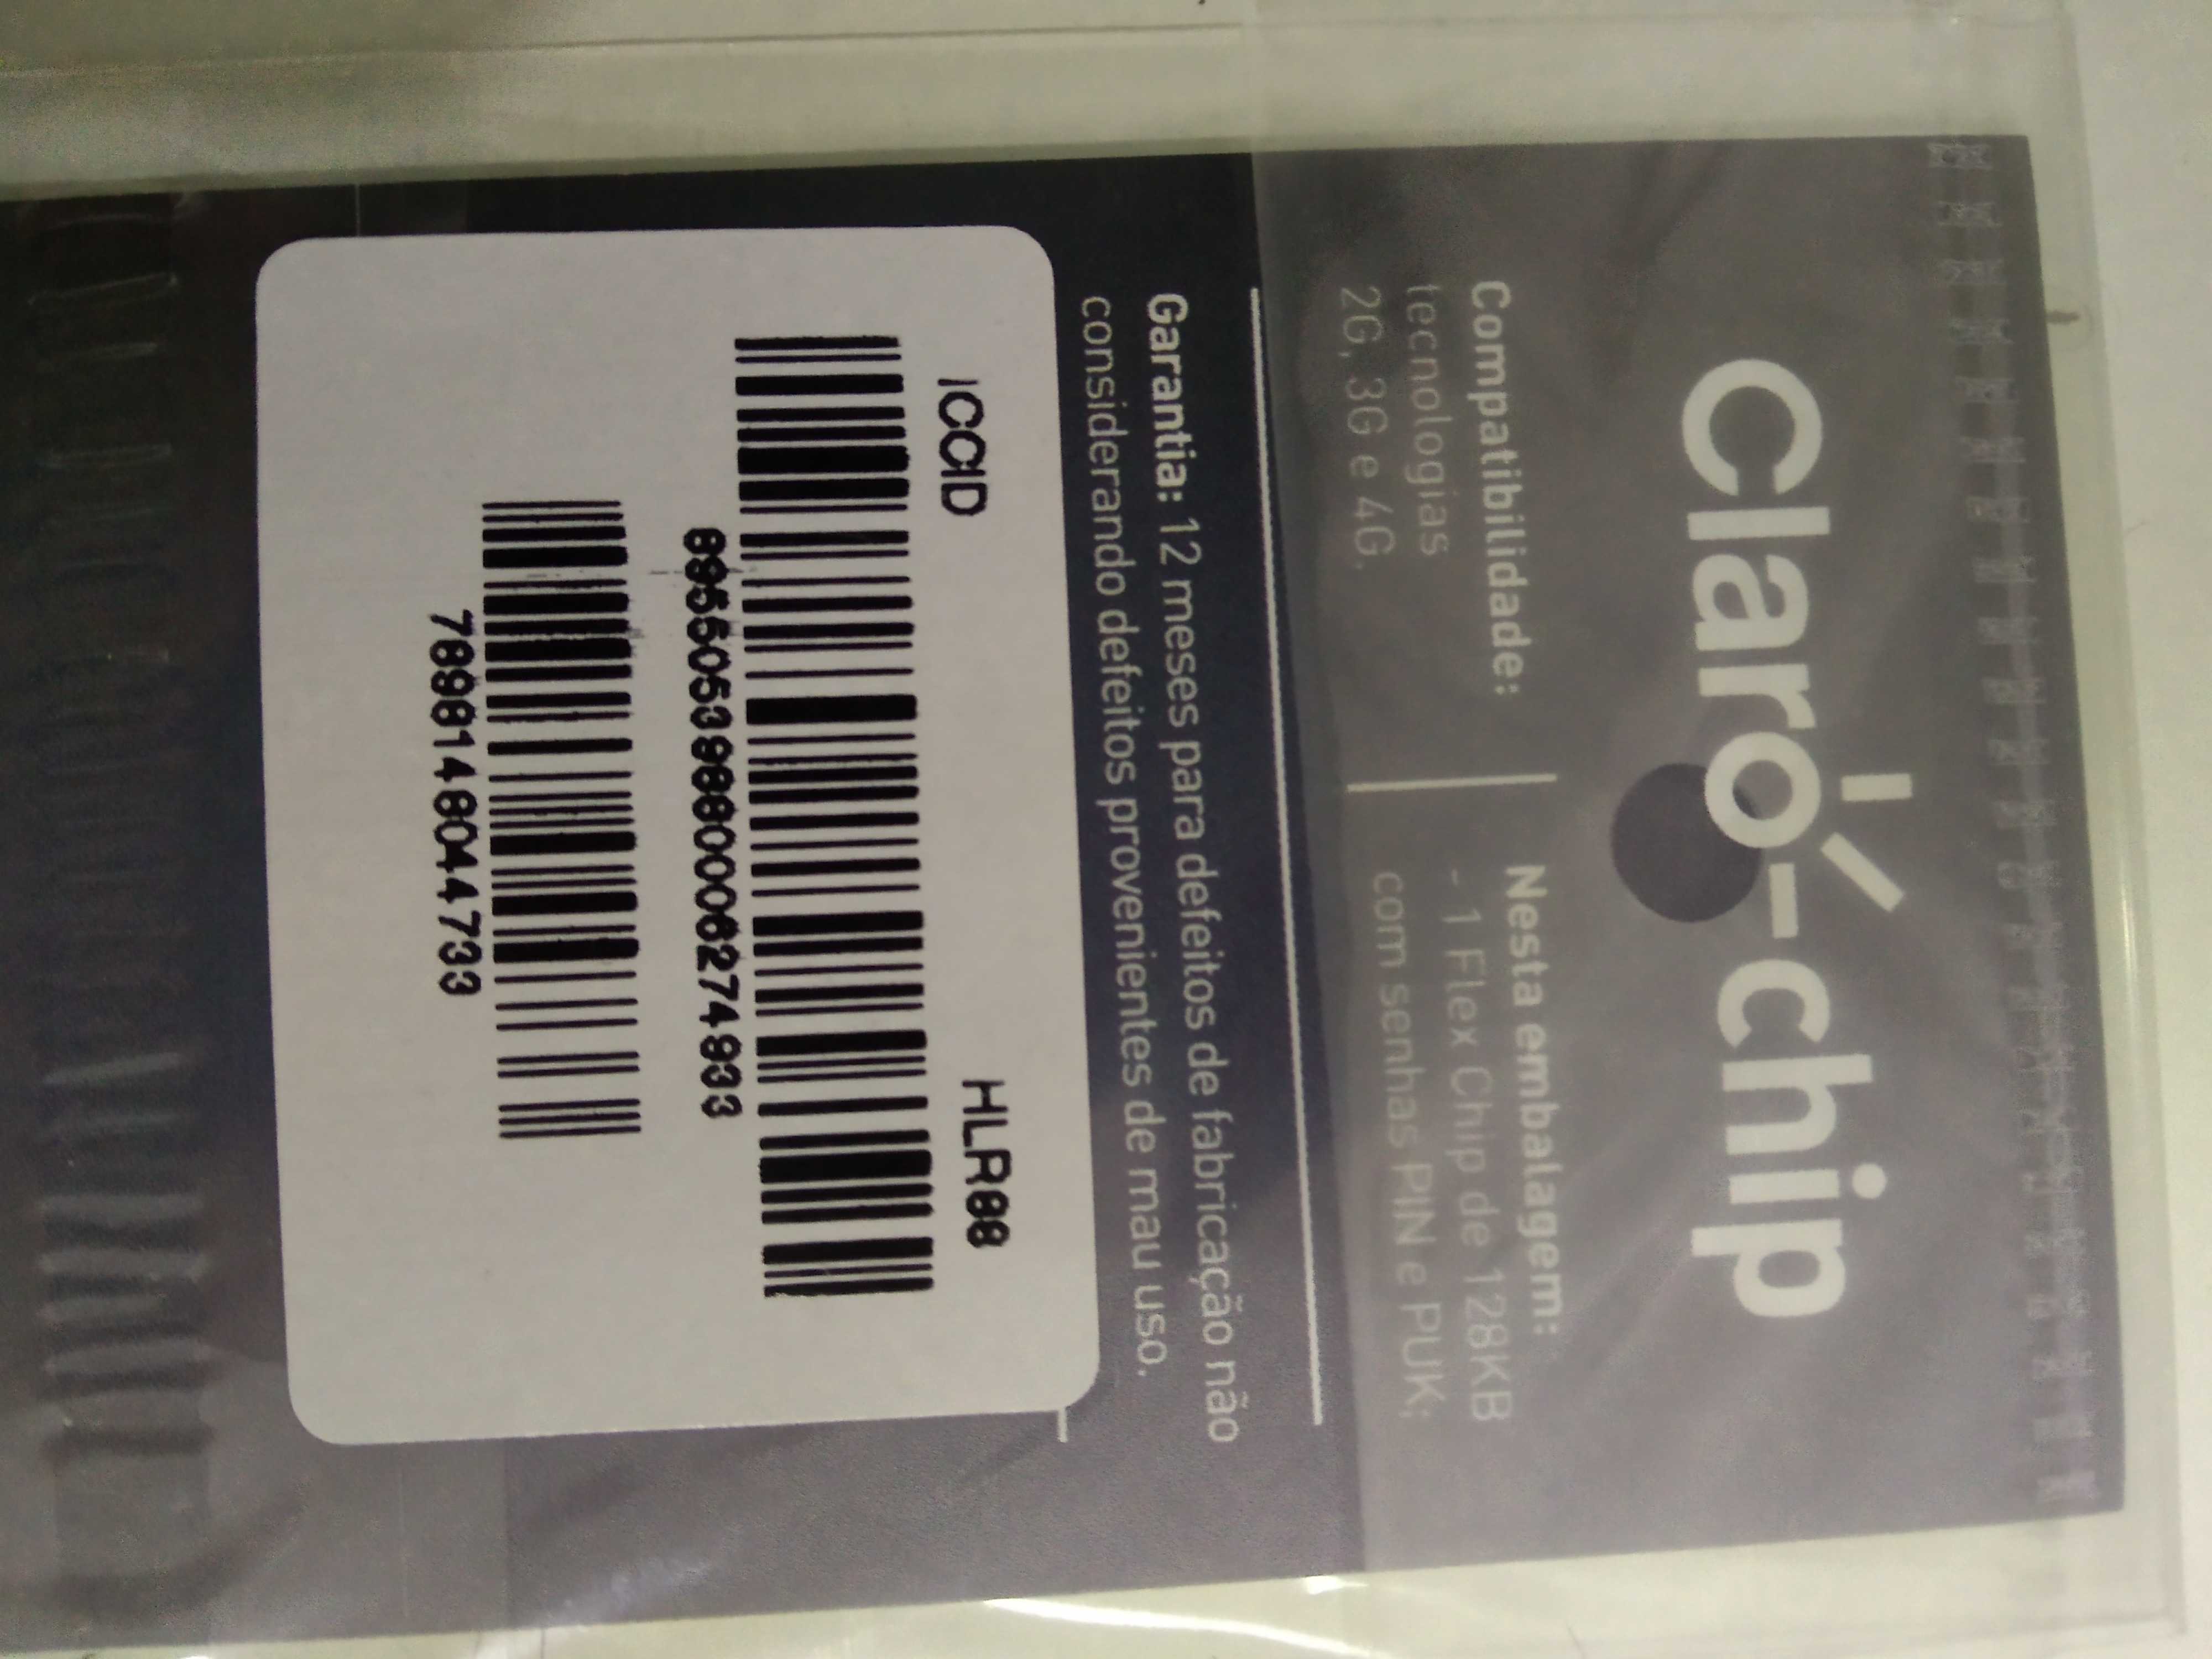 Claro-chip
Compatibilidade:
tecnologias
2G, 3G e 4G.
Nesta embalagem:
- 1 Flex Chip de 128KB
com senhas PIN e PUK;
Garantia: 12 meses para defeitos de fabricação não
considerando defeitos provenientes de mau uso.
ICCID HLR88
7898148044733